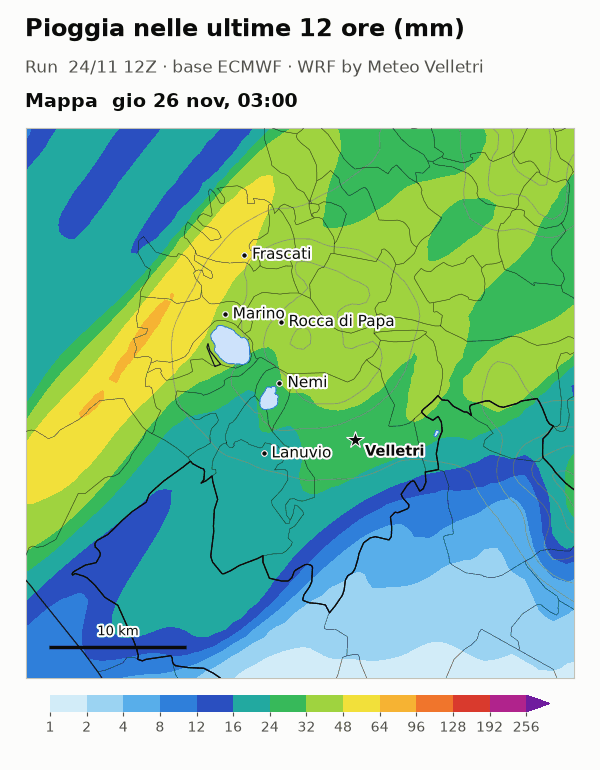 Pioggia nelle ultime 12 ore (mm)
Run  24/11 12Z · base ECMWF · WRF by Meteo Velletri
Mappa  gio 26 nov, 03:00
Frascati
Marino
Rocca di Papa
Nemi
Velletri
Lanuvio
10 km
1 2 4 8 12 16 24 32 48 64 96 128 192 256